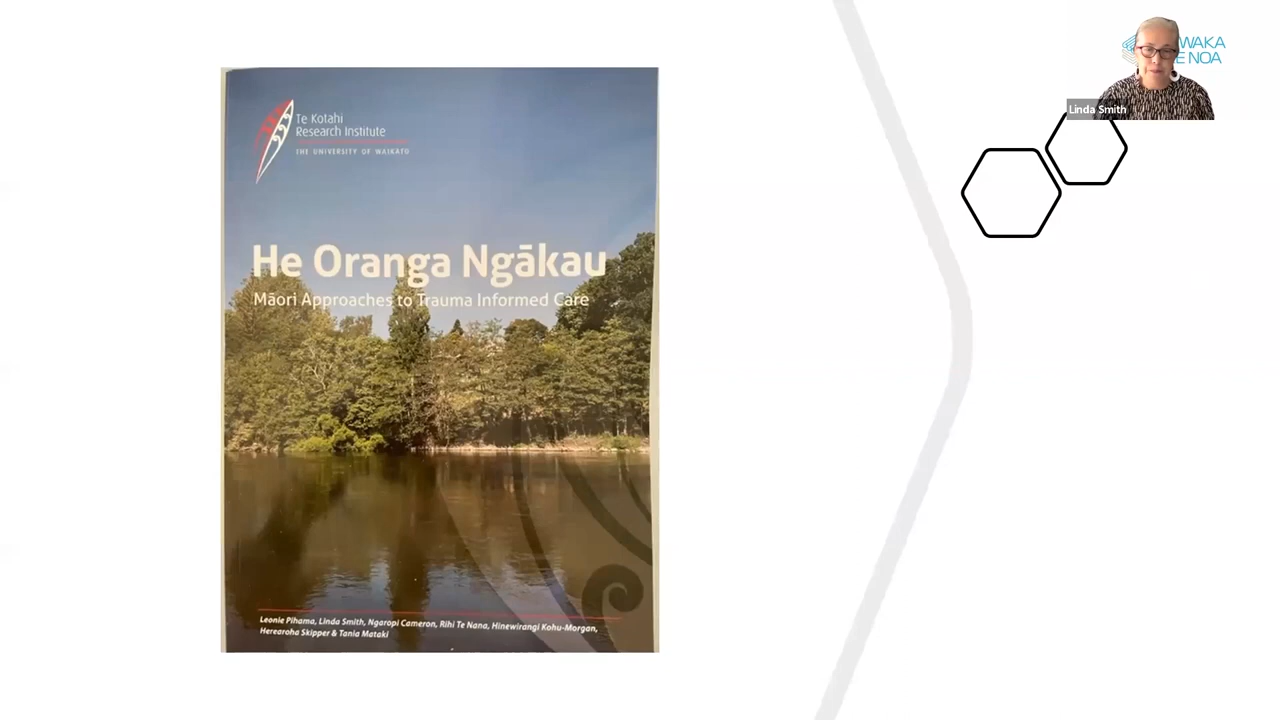 Te Kotahi
Research Institute
THE UNIVERSITY OF WAIKATO
He Oranga Ngākau
Māori Approaches to Trauma Informed Care
Leonie Pihama, Linda Smith, Ngaropi Cameron, Rihi Te Nana, Hinewirangi Kohu-Morgan,
Herearoha Skipper & Tania Mataki
WAKA
E NOA
Linda Smith